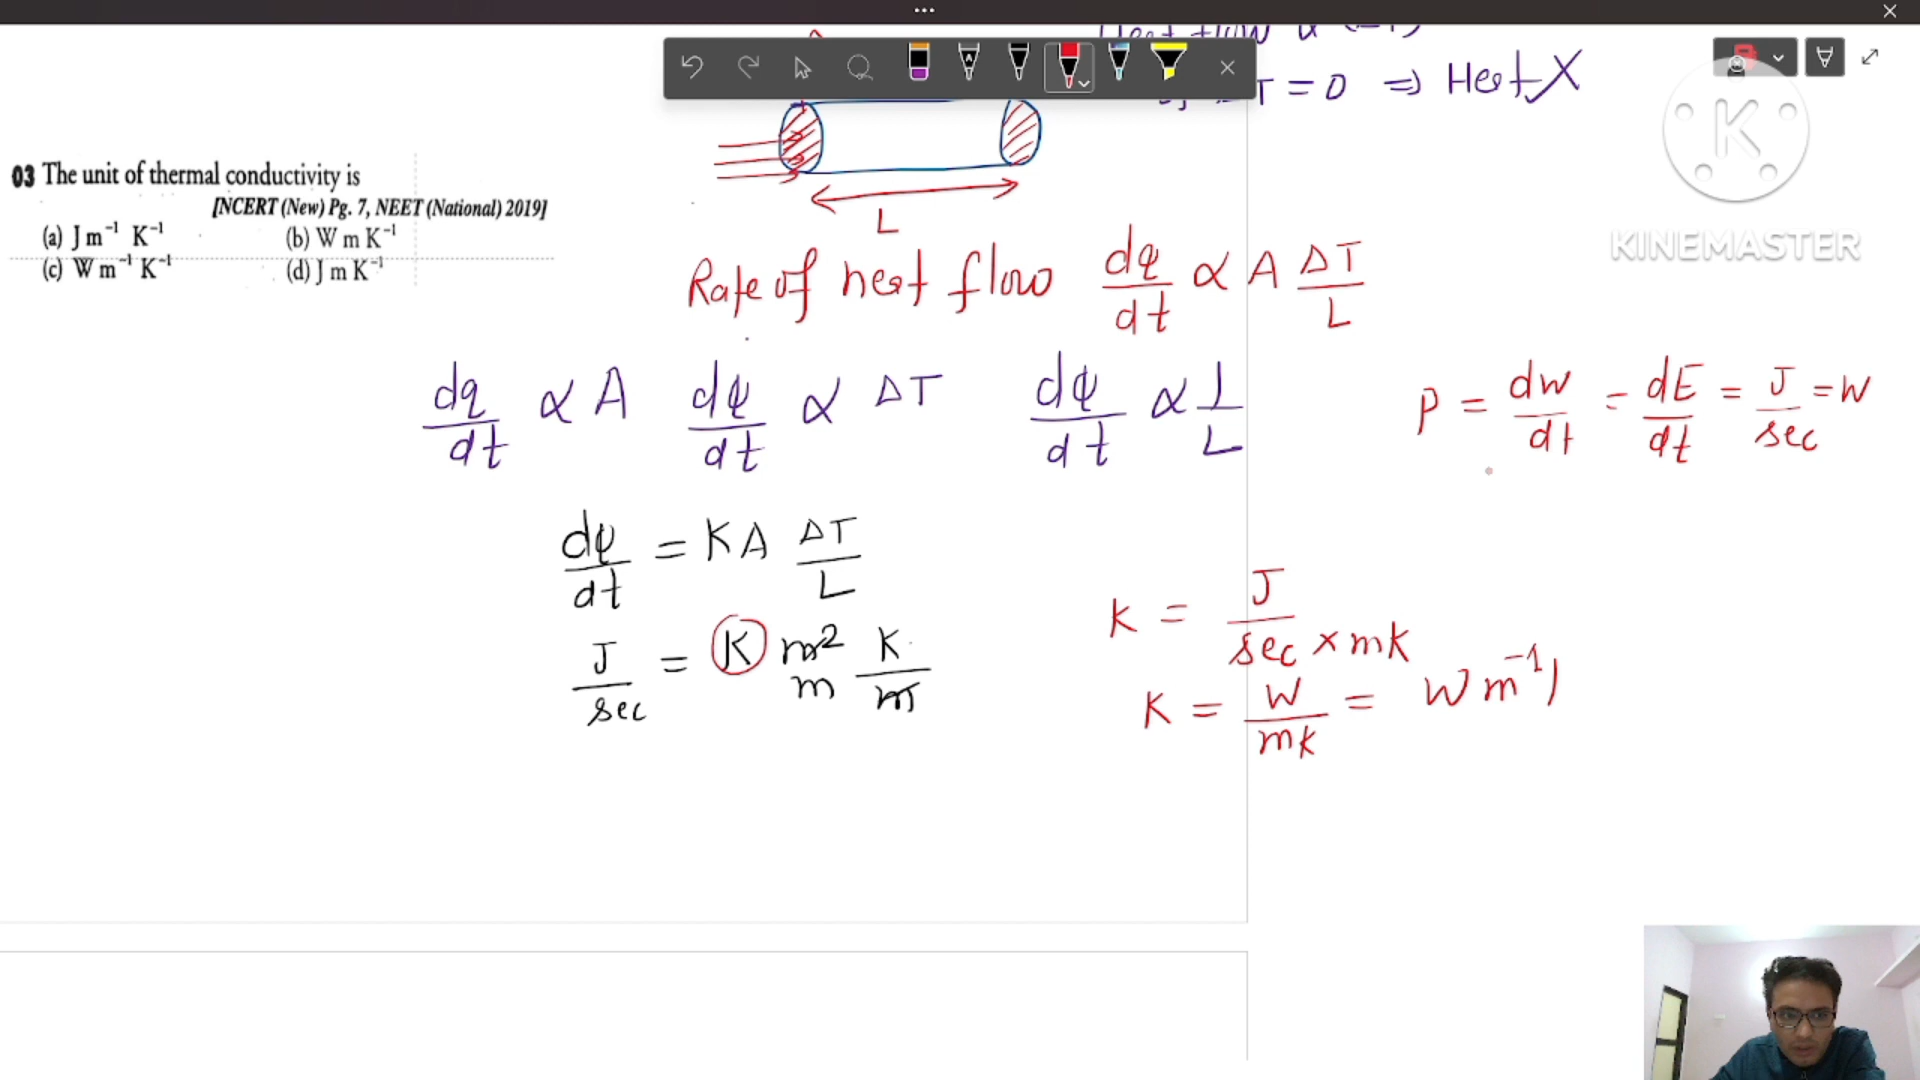 T = 0 ⇒ Heat X
KINEMASTER
03 The unit of thermal conductivity is
[NCERT (New) Pg. 7, NEET (National) 2019]
(a) J m⁻¹ K⁻¹ (b) W m K⁻¹
(c) W m⁻¹ K⁻¹ (d) J m K⁻¹
L
Rate of heat flow dq/dt ∝ A ΔT/L
dq/dt ∝ A dq/dt ∝ ΔT dq/dt ∝ 1/L
P = dw/dt = dE/dt = J/sec = W
dq/dt = KA ΔT/L
J/sec = K m²/m K/m
K = J/sec × mK
K = W/mK = W m⁻¹